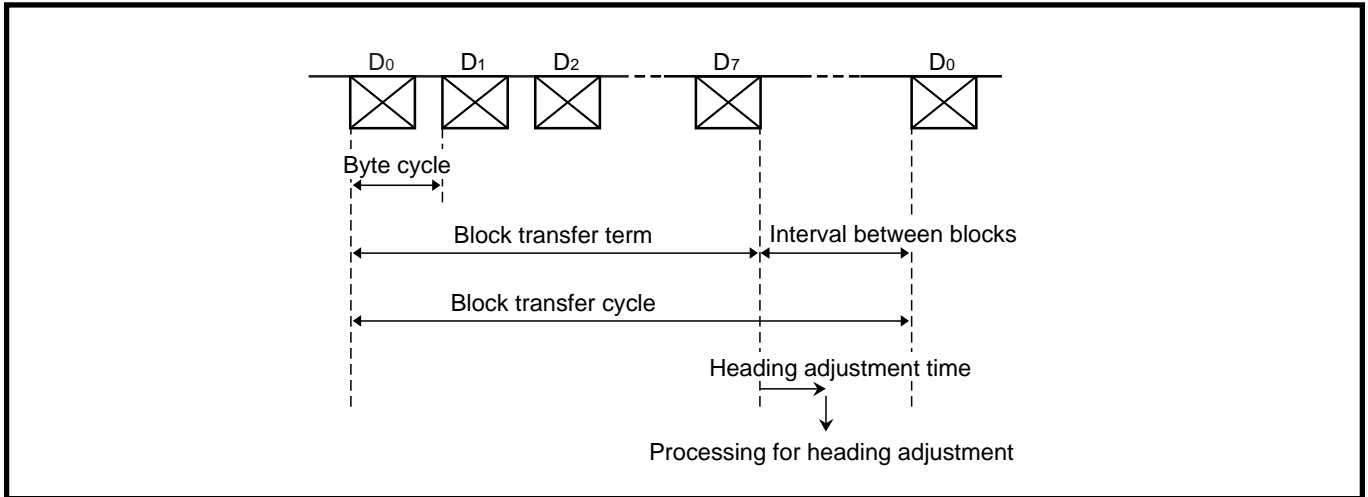 D0 D1 D2 D7 D0
Byte cycle
Block transfer term Interval between blocks
Block transfer cycle
Heading adjustment time
Processing for heading adjustment